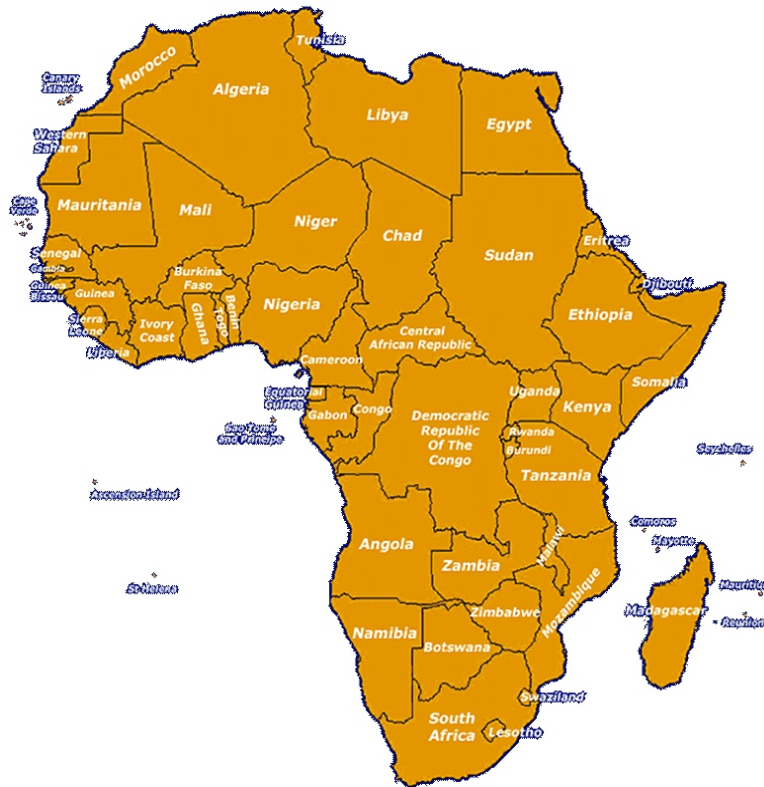 Tunisia
Morocco
Canary
Islands
Algeria
Libya
Egypt
Western
Sahara
Cape
Verde
Mauritania
Mali
Niger
Chad
Sudan
Eritrea
Senegal
Gambia
Guinea
Bissau
Guinea
Burkina
Faso
Djibouti
Sierra
Leone
Liberia
Ivory
Coast
Ghana
Togo
Benin
Nigeria
Ethiopia
Central
African Republic
Cameroon
Somalia
Equatorial
Guinea
Gabon
Congo
Democratic
Republic
Of The
Congo
Uganda
Kenya
Rwanda
Burundi
Sao Tome
and Principe
Tanzania
Seychelles
Ascension Island
Comoros
Mayotte
Angola
Zambia
Malawi
Mozambique
St Helena
Mauritiu
Madagascar
Reunion
Zimbabwe
Namibia
Botswana
Swaziland
South
Africa
Lesotho